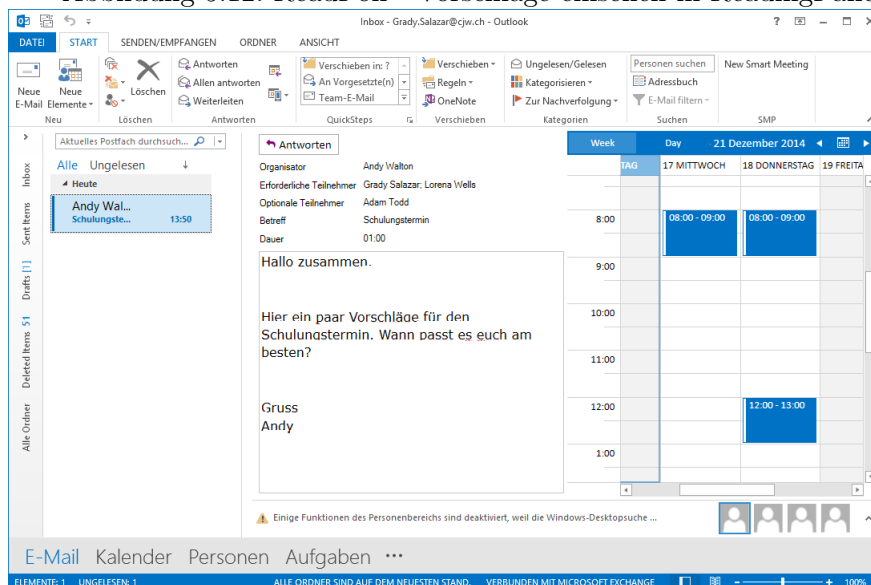 Inbox - Grady.Salazar@cjw.ch - Outlook
DATEI START SENDEN/EMPFANGEN ORDNER ANSICHT
Neue E-Mail
Neue Elemente
Löschen
Antworten
Allen antworten
Weiterleiten
Verschieben in: ?
An Vorgesetzte(n)
Team-E-Mail
Verschieben
Regeln
OneNote
Ungelesen/Gelesen
Kategorisieren
Zur Nachverfolgung
Personen suchen
Adressbuch
E-Mail filtern
New Smart Meeting
Neu Löschen Antworten QuickSteps Verschieben Kategorien Suchen SMP
Inbox
Sent Items
Drafts [1]
Deleted Items 51
Alle Ordner
Aktuelles Postfach durchsuch...
Alle Ungelesen
Heute
Andy Wal...
Schulungste... 13:50
Antworten
Organisator Andy Walton
Erforderliche Teilnehmer Grady Salazar; Lorena Wells
Optionale Teilnehmer Adam Todd
Betreff Schulungstermin
Dauer 01:00
Hallo zusammen.
Hier ein paar Vorschläge für den
Schulungstermin. Wann passt es euch am
besten?
Gruss
Andy
Week Day 21 Dezember 2014
TAG 17 MITTWOCH 18 DONNERSTAG 19 FREITA
8:00 08:00 - 09:00 08:00 - 09:00
9:00
10:00
11:00
12:00 12:00 - 13:00
1:00
Einige Funktionen des Personenbereichs sind deaktiviert, weil die Windows-Desktopsuche ...
E-Mail Kalender Personen Aufgaben
ELEMENTE: 1 UNGELESEN: 1 ALLE ORDNER SIND AUF DEM NEUESTEN STAND. VERBUNDEN MIT MICROSOFT EXCHANGE 100%